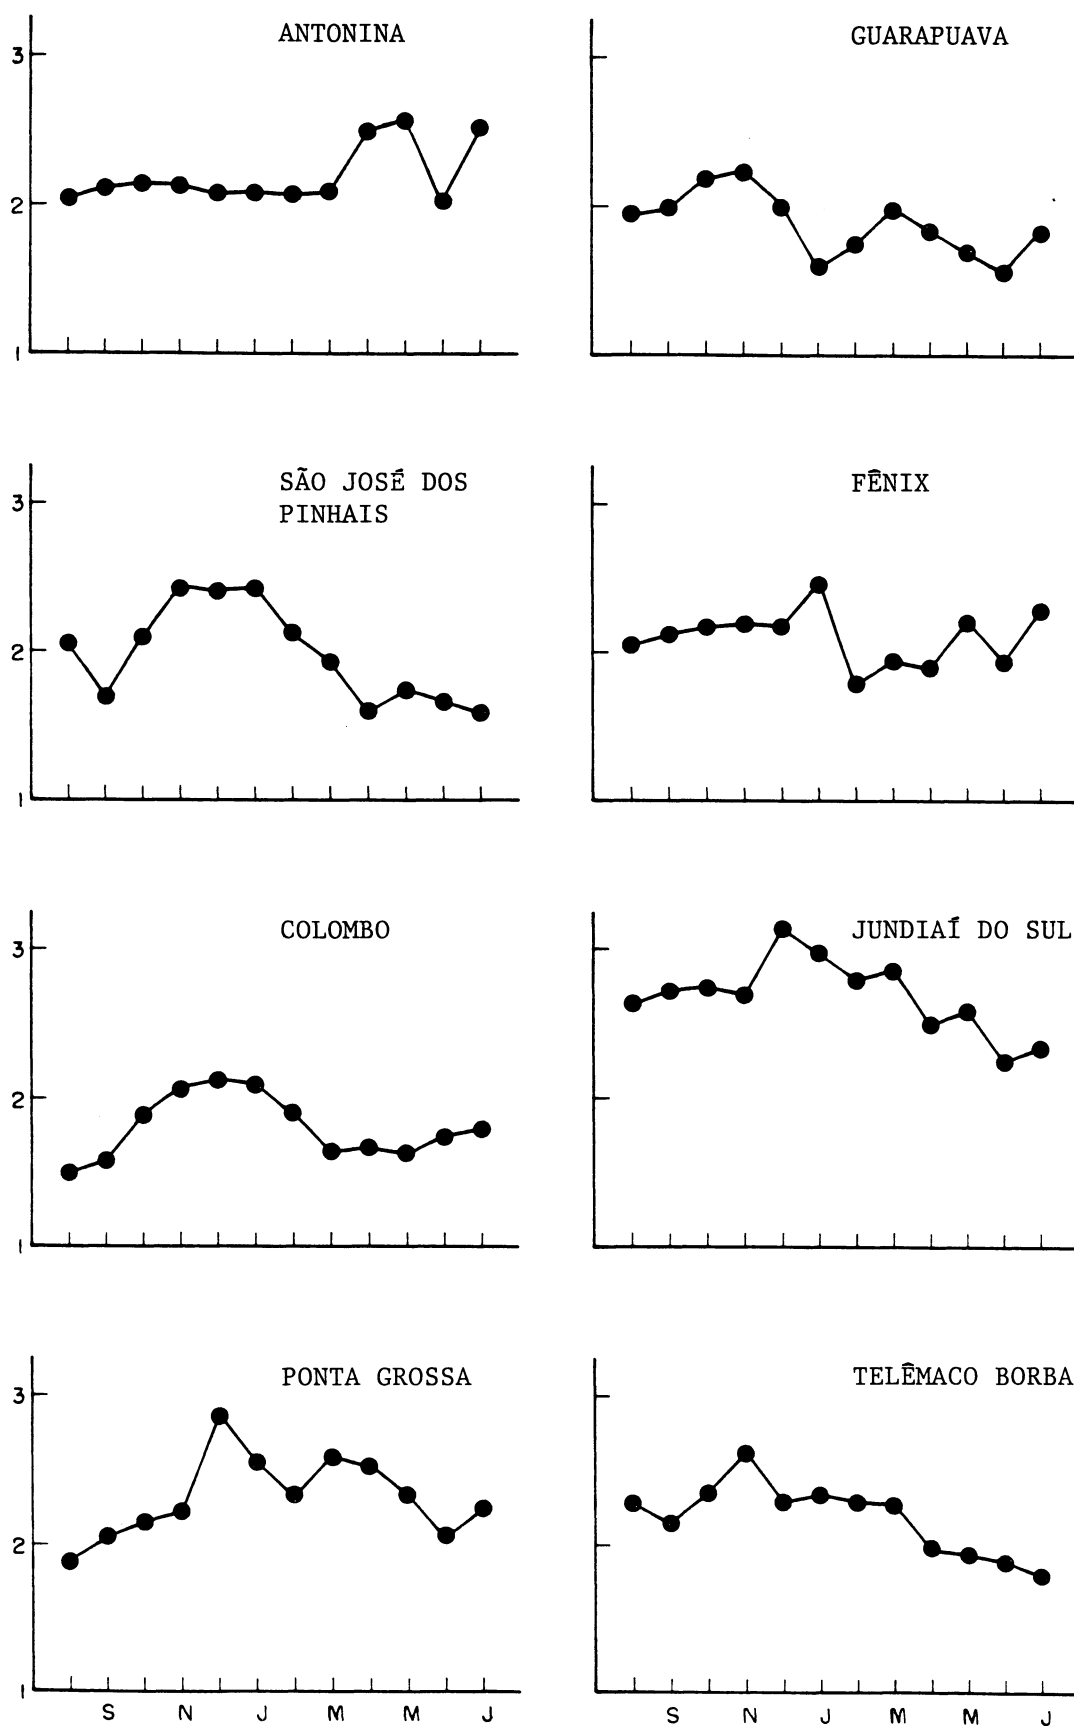 ANTONINA
GUARAPUAVA
3
2
1
SÃO JOSÉ DOS
PINHAIS
FÊNIX
3
2
1
COLOMBO
JUNDIAÍ DO SUL
3
2
1
PONTA GROSSA
TELÊMACO BORBA
3
2
1
S N J M M J
S N J M M J